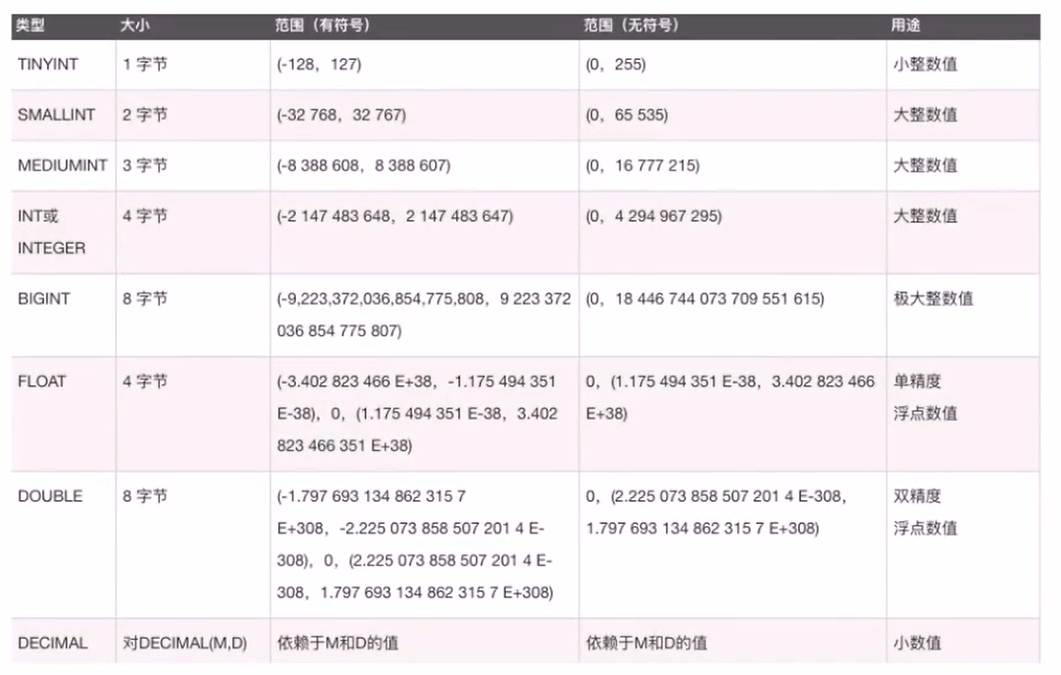 类型 大小 范围（有符号） 范围（无符号） 用途
TINYINT 1 字节 (-128，127) (0，255) 小整数值
SMALLINT 2 字节 (-32 768，32 767) (0，65 535) 大整数值
MEDIUMINT 3 字节 (-8 388 608，8 388 607) (0，16 777 215) 大整数值
INT或 4 字节 (-2 147 483 648，2 147 483 647) (0，4 294 967 295) 大整数值
INTEGER
BIGINT 8 字节 (-9,223,372,036,854,775,808，9 223 372 (0，18 446 744 073 709 551 615) 极大整数值
036 854 775 807)
FLOAT 4 字节 (-3.402 823 466 E+38，-1.175 494 351 0，(1.175 494 351 E-38，3.402 823 466 单精度
E-38)，0，(1.175 494 351 E-38，3.402 E+38) 浮点数值
823 466 351 E+38)
DOUBLE 8 字节 (-1.797 693 134 862 315 7 0，(2.225 073 858 507 201 4 E-308， 双精度
E+308，-2.225 073 858 507 201 4 E- 1.797 693 134 862 315 7 E+308) 浮点数值
308)，0，(2.225 073 858 507 201 4 E-
308，1.797 693 134 862 315 7 E+308)
DECIMAL 对DECIMAL(M,D) 依赖于M和D的值 依赖于M和D的值 小数值